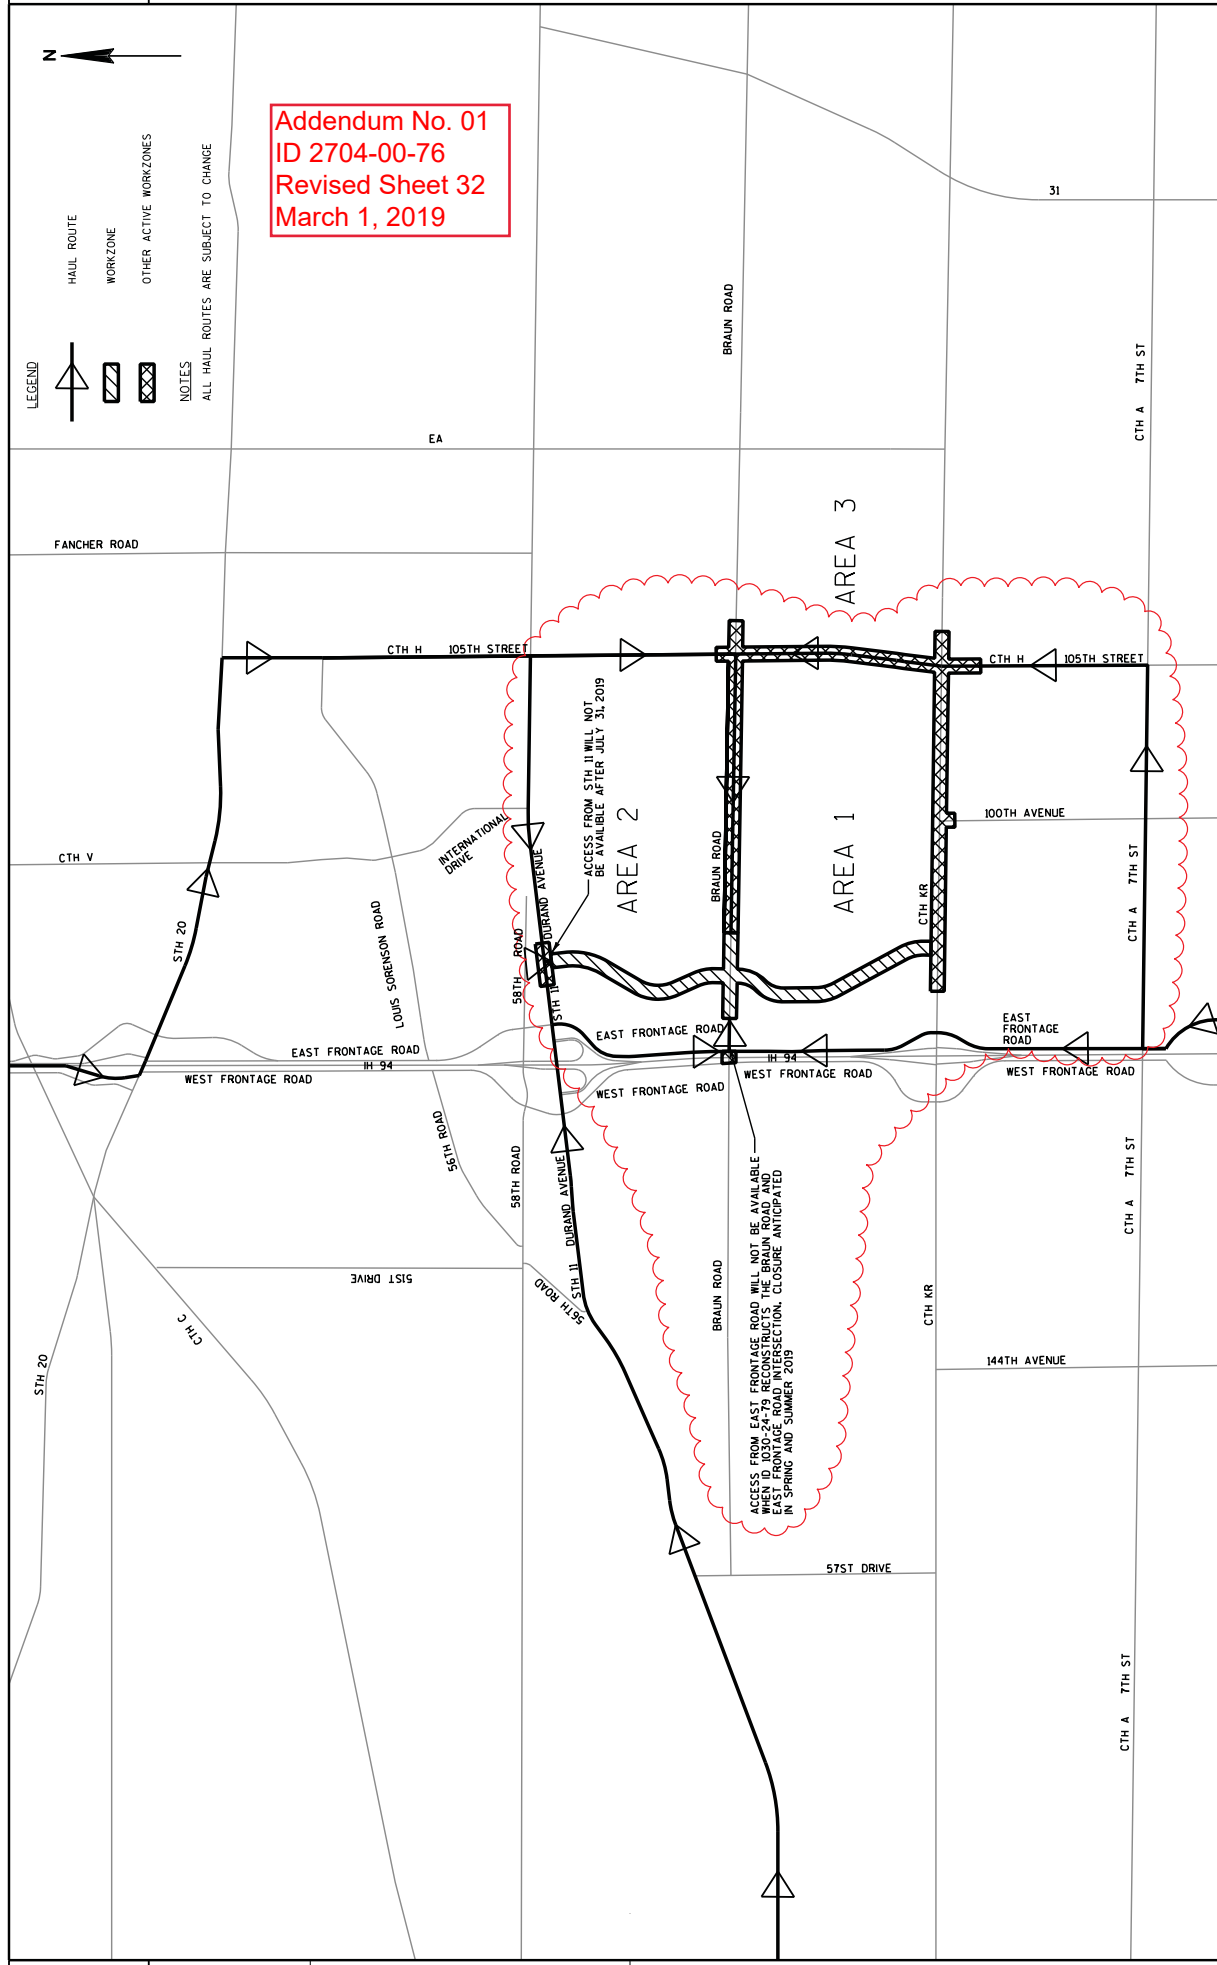 N
LEGEND
HAUL ROUTE
WORKZONE
OTHER ACTIVE WORKZONES
NOTES
ALL HAUL ROUTES ARE SUBJECT TO CHANGE
Addendum No. 01
ID 2704-00-76
Revised Sheet 32
March 1, 2019
31
BRAUN ROAD
CTH A 7TH ST
EA
FANCHER ROAD
AREA 3
CTH H 105TH STREET
CTH H 105TH STREET
ACCESS FROM STH 11 WILL NOT
BE AVAILIBLE AFTER JULY 31, 2019
INTERNATIONAL
DRIVE
CTH V
STH 20
LOUIS SORENSON ROAD
DURAND AVENUE
58TH ROAD
STH 11
AREA 2
BRAUN ROAD
AREA 1
CTH KR
100TH AVENUE
CTH A 7TH ST
EAST FRONTAGE ROAD
IH 94
WEST FRONTAGE ROAD
EAST FRONTAGE ROAD
IH 94
WEST FRONTAGE ROAD
WEST FRONTAGE ROAD
EAST
FRONTAGE
ROAD
WEST FRONTAGE ROAD
56TH ROAD
58TH ROAD
STH 11 DURAND AVENUE
56TH ROAD
51ST DRIVE
CTH C
STH 20
BRAUN ROAD
ACCESS FROM EAST FRONTAGE ROAD WILL NOT BE AVAILABLE
WHEN ID 1030-24-79 RECONSTRUCTS THE BRAUN ROAD AND
EAST FRONTAGE ROAD INTERSECTION. CLOSURE ANTICIPATED
IN SPRING AND SUMMER 2019
CTH KR
144TH AVENUE
CTH A 7TH ST
57ST DRIVE
CTH A 7TH ST